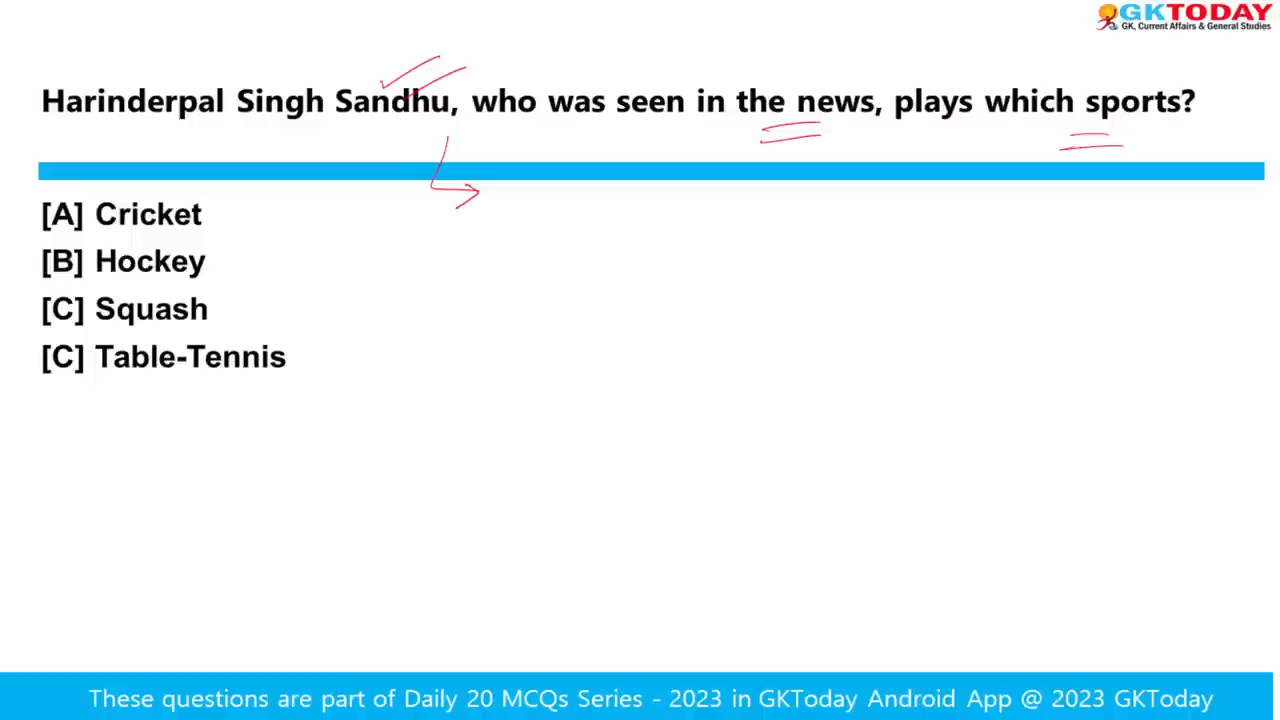 GKTODAY
GK, Current Affairs & General Studies
Harinderpal Singh Sandhu, who was seen in the news, plays which sports?
[A] Cricket
[B] Hockey
[C] Squash
[C] Table-Tennis
These questions are part of Daily 20 MCQs Series - 2023 in GKToday Android App @ 2023 GKToday